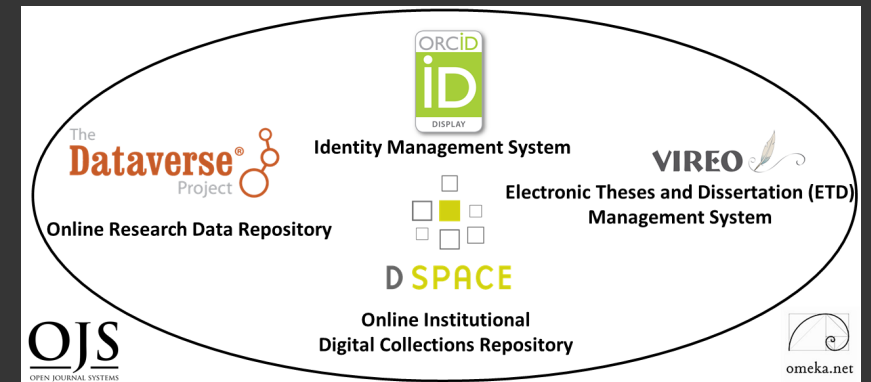 ORCID
iD
DISPLAY
Identity Management System
The
Dataverse®
Project
Online Research Data Repository
VIREO
Electronic Theses and Dissertation (ETD)
Management System
D SPACE
Online Institutional
Digital Collections Repository
OJS
OPEN JOURNAL SYSTEMS
omeka.net